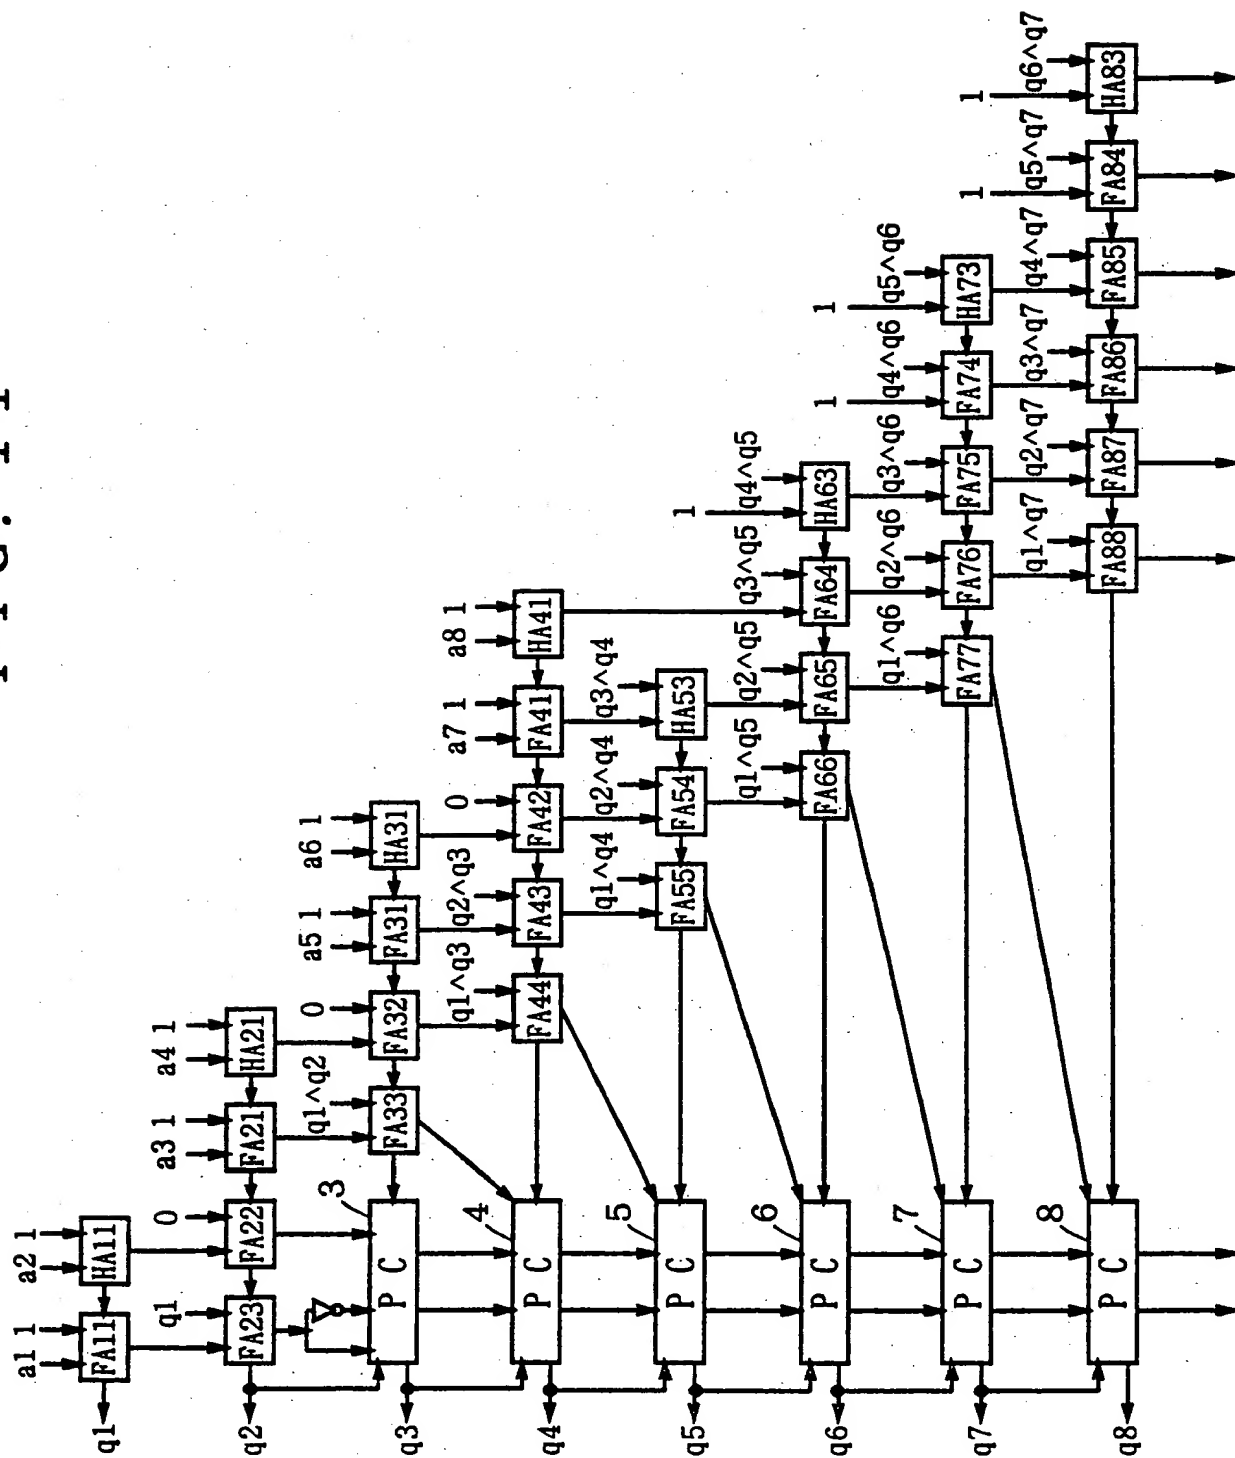 FIG. 11
a1 1
a2 1
FA11
HA11
q1
q1
0
a3 1
a4 1
FA23
FA22
FA21
HA21
q2
q1^q2
0
a5 1
a6 1
3
P C
FA33
FA32
FA31
HA31
q3
q1^q3
q2^q3
0
a7 1
a8 1
4
P C
FA44
FA43
FA42
FA41
HA41
q4
q1^q4
q2^q4
q3^q4
5
P C
FA55
FA54
HA53
q5
q1^q5
q2^q5
q3^q5
1
q4^q5
6
P C
FA66
FA65
FA64
HA63
q6
q1^q6
q2^q6
q3^q6
1
q4^q6
1
q5^q6
7
P C
FA77
FA76
FA75
FA74
HA73
q7
q1^q7
q2^q7
q3^q7
q4^q7
1
q5^q7
1
q6^q7
8
P C
FA88
FA87
FA86
FA85
FA84
HA83
q8